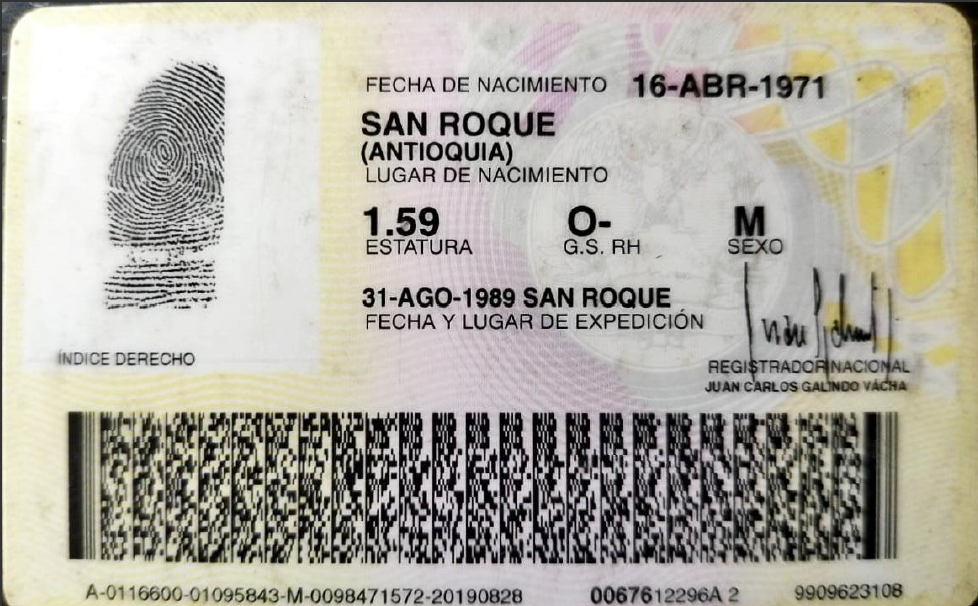 FECHA DE NACIMIENTO 16-ABR-1971
SAN ROQUE
(ANTIOQUIA)
LUGAR DE NACIMIENTO
1.59 O- M
ESTATURA G.S. RH SEXO
31-AGO-1989 SAN ROQUE
FECHA Y LUGAR DE EXPEDICIÓN
ÍNDICE DERECHO
REGISTRADOR NACIONAL
JUAN CARLOS GALINDO VÁCHA
A-0116600-01095843-M-0098471572-20190828 0067612296A 2 9909623108